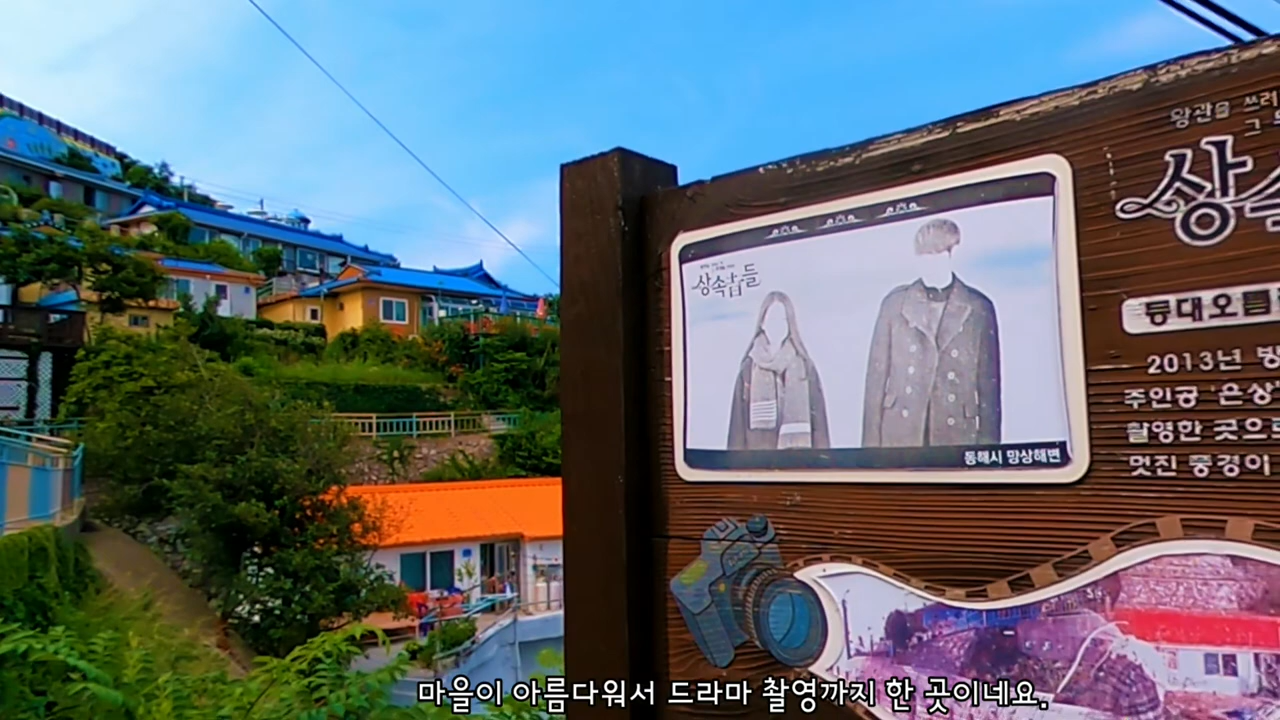 왕관을 쓰려
그
상속
상속자들
동해시 망상해변
등대오름
2013년 방
주인공 '은상'
촬영한 곳으로
멋진 풍경이
마을이 아름다워서 드라마 촬영까지 한 곳이네요.